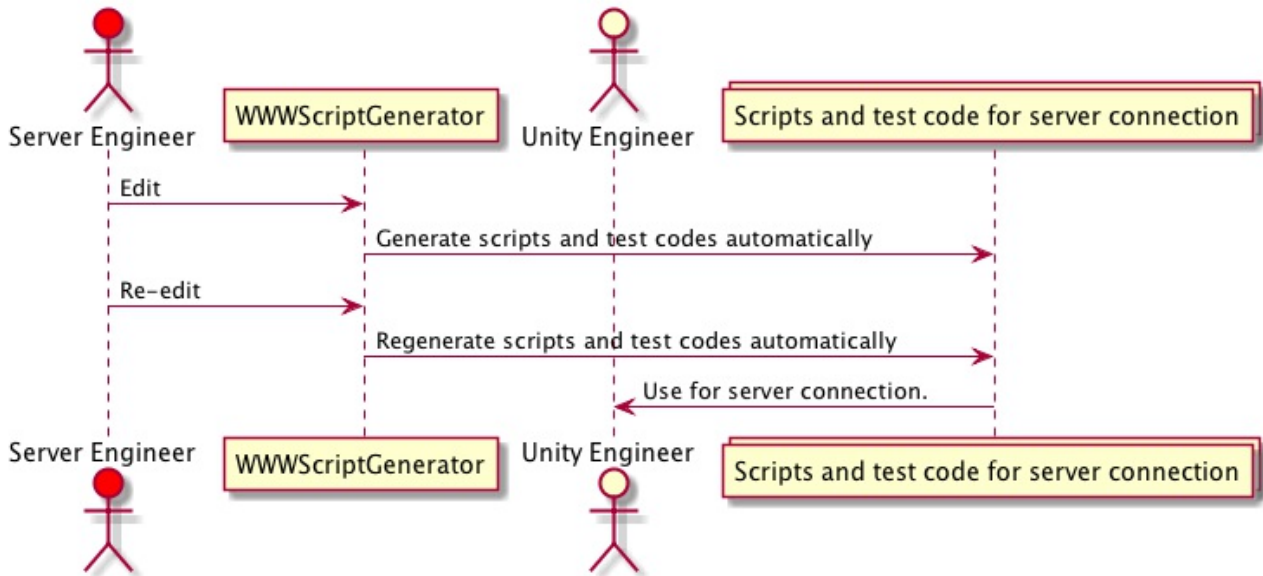 Server Engineer
WWWScriptGenerator
Unity Engineer
Scripts and test code for server connection
Edit
Generate scripts and test codes automatically
Re-edit
Regenerate scripts and test codes automatically
Use for server connection.
Server Engineer
WWWScriptGenerator
Unity Engineer
Scripts and test code for server connection